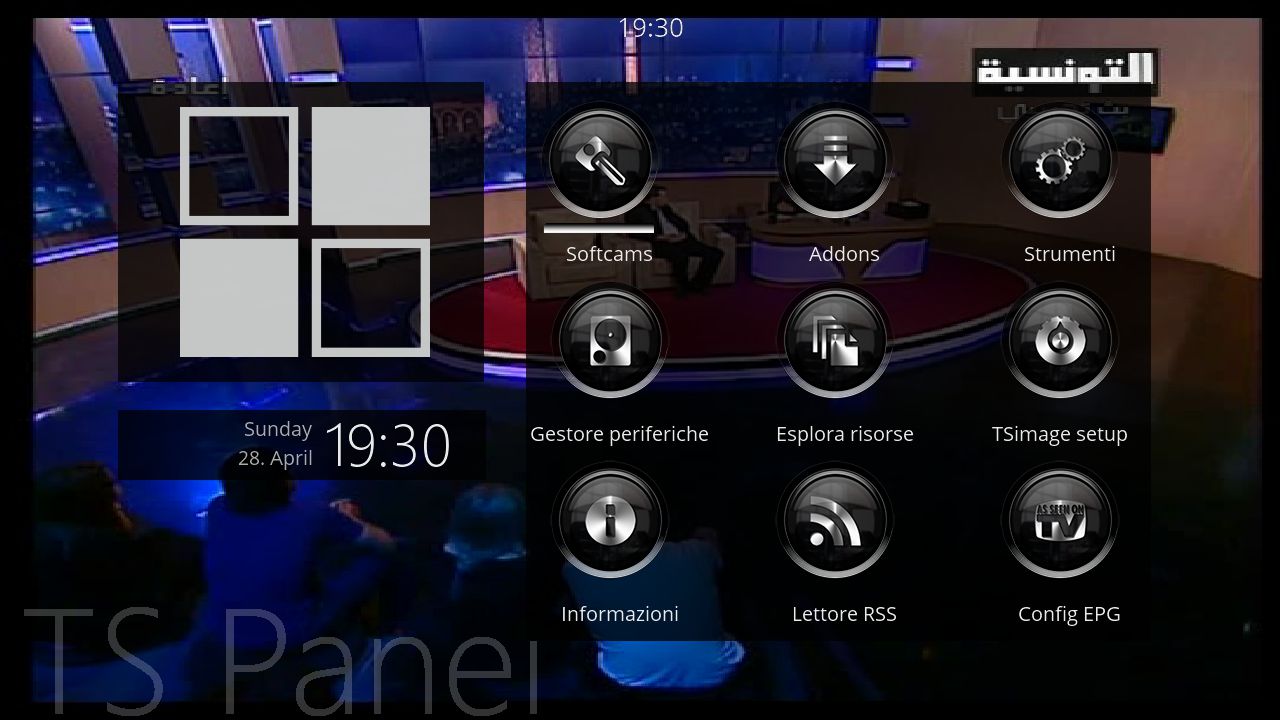 19:30
التونسية
إعادة
Softcams
Addons
Strumenti
Gestore periferiche
Esplora risorse
TSimage setup
Sunday
28. April
19:30
AS SEEN ON
TV
Informazioni
Lettore RSS
Config EPG
TS Panel